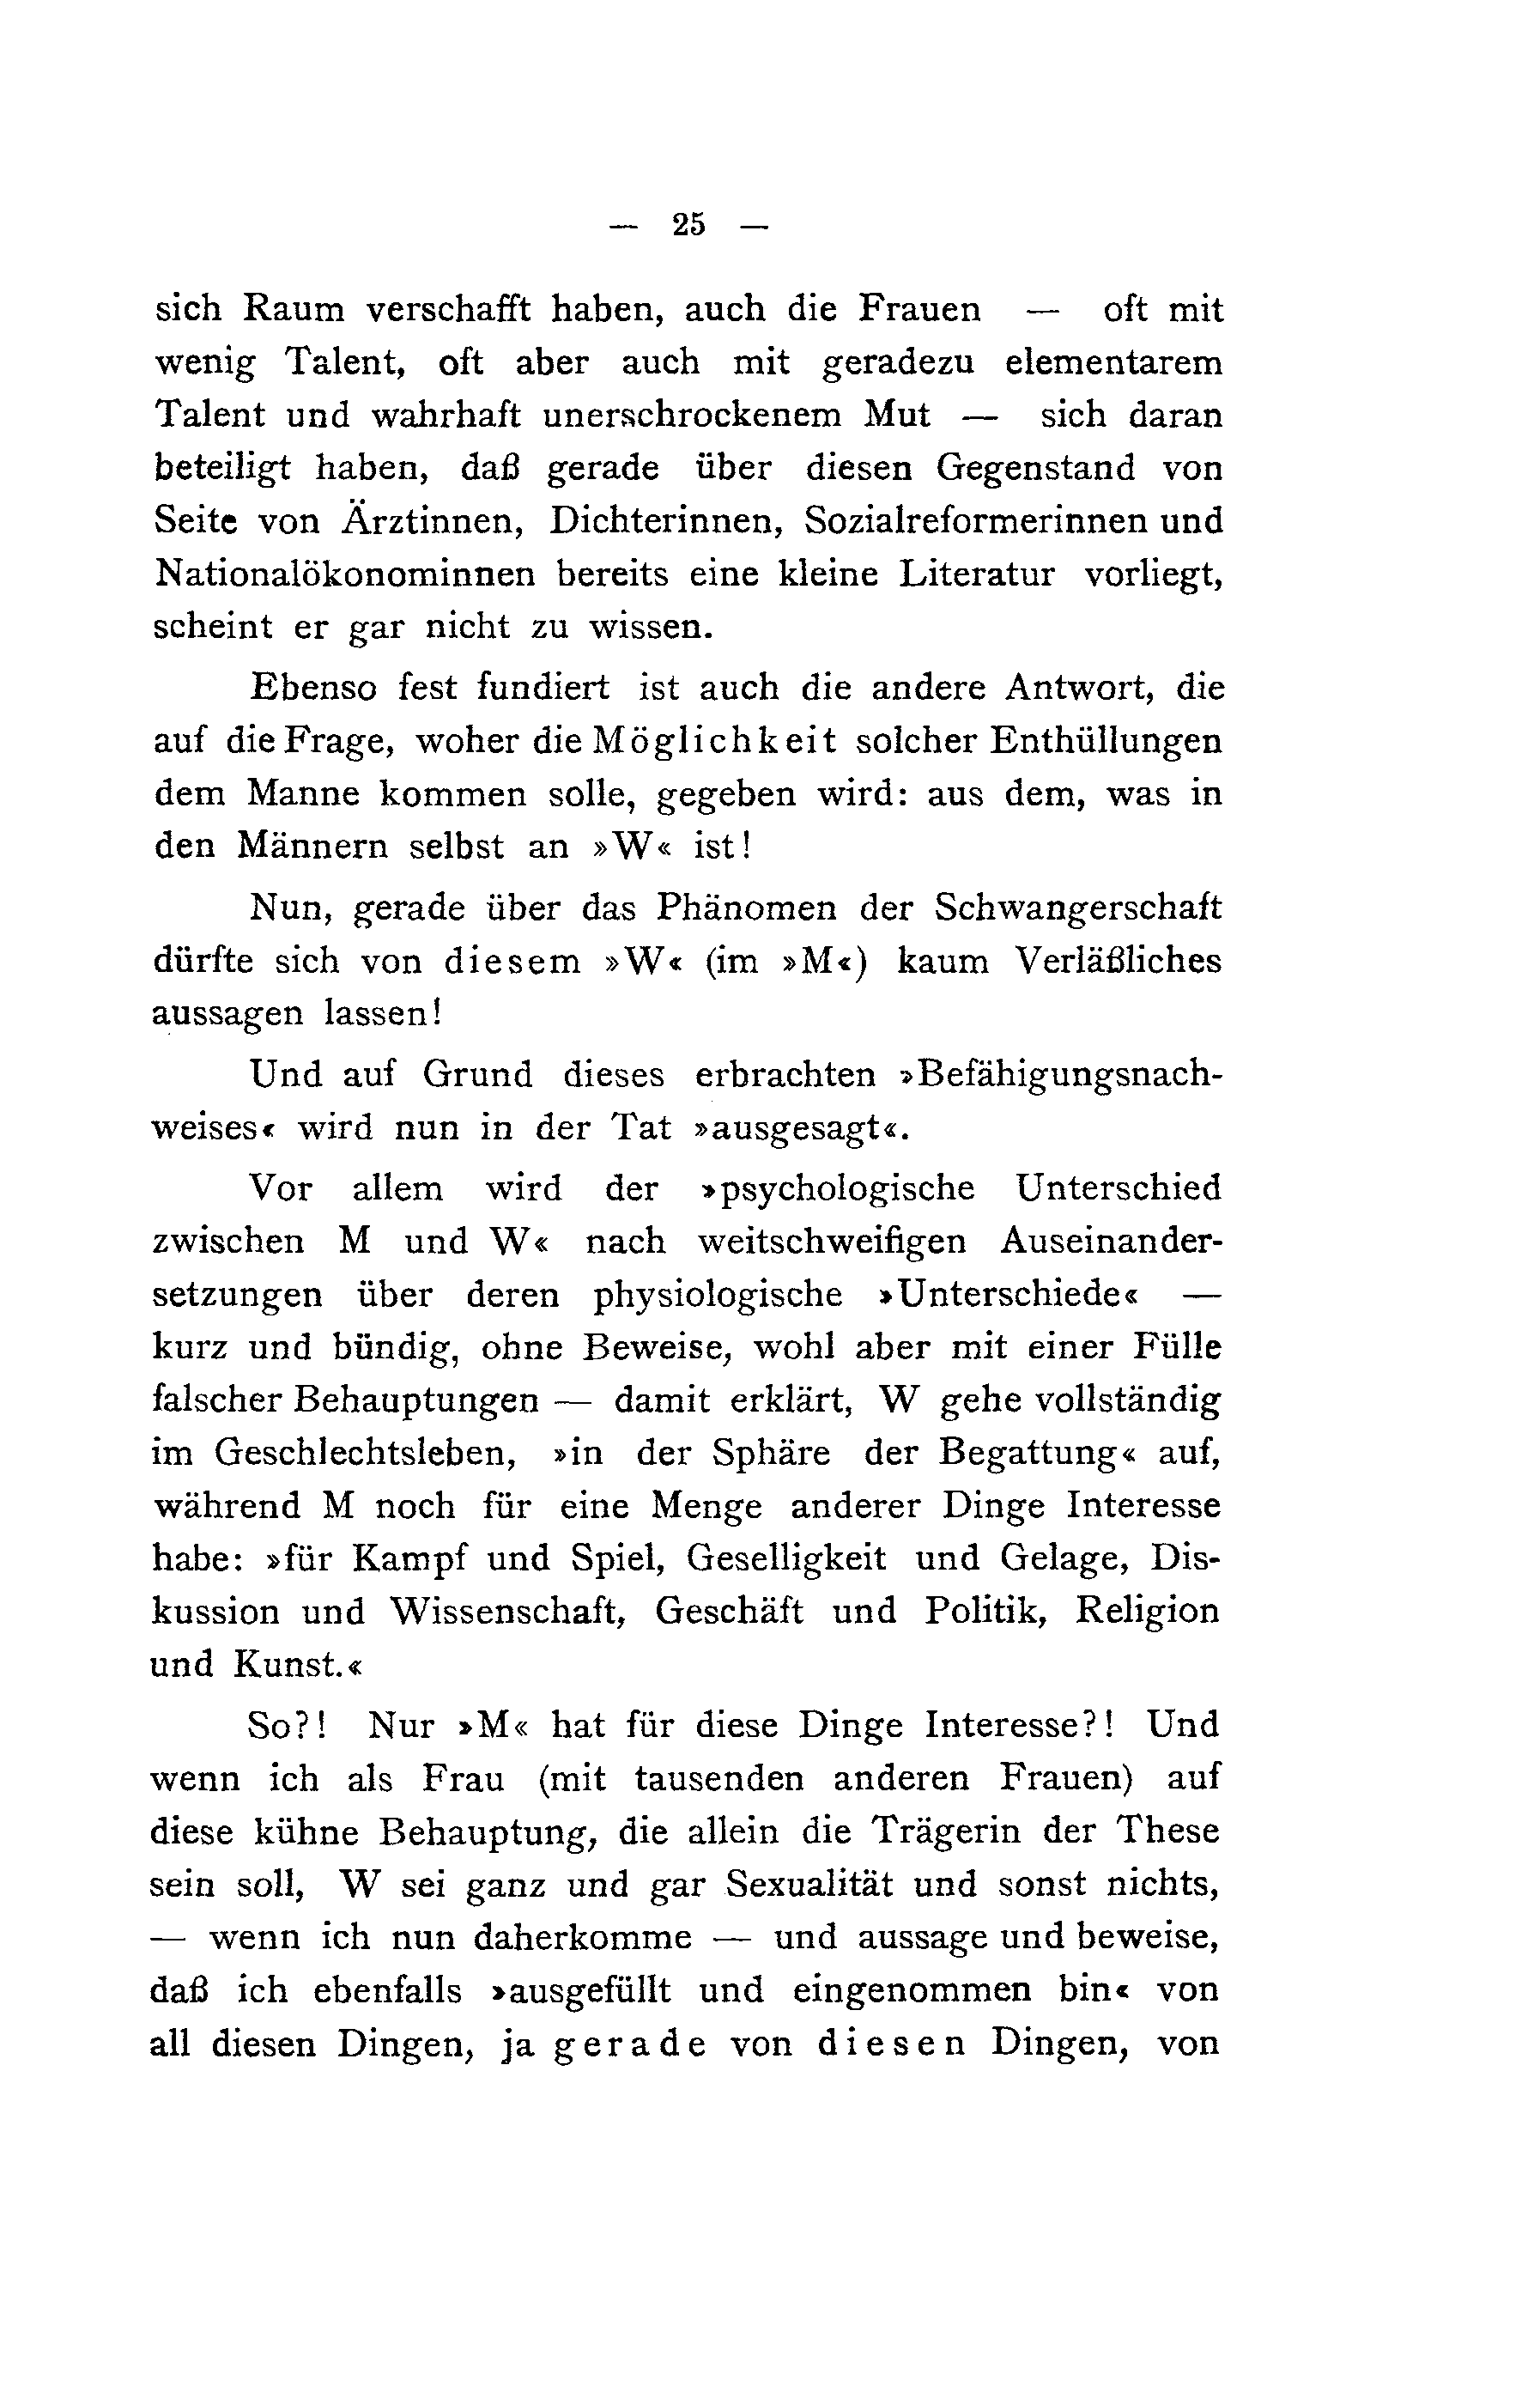 — 25 —
sich Raum verschafft haben, auch die Frauen — oft mit
wenig Talent, oft aber auch mit geradezu elementarem
Talent und wahrhaft unerschrockenem Mut — sich daran
beteiligt haben, daß gerade über diesen Gegenstand von
Seite von Ärztinnen, Dichterinnen, Sozialreformerinnen und
Nationalökonominnen bereits eine kleine Literatur vorliegt,
scheint er gar nicht zu wissen.
Ebenso fest fundiert ist auch die andere Antwort, die
auf die Frage, woher die Möglichkeit solcher Enthüllungen
dem Manne kommen solle, gegeben wird: aus dem, was in
den Männern selbst an »W« ist!
Nun, gerade über das Phänomen der Schwangerschaft
dürfte sich von diesem »W« (im »M«) kaum Verläßliches
aussagen lassen!
Und auf Grund dieses erbrachten »Befähigungsnach-
weises« wird nun in der Tat »ausgesagt«.
Vor allem wird der »psychologische Unterschied
zwischen M und W« nach weitschweifigen Auseinander-
setzungen über deren physiologische »Unterschiede« —
kurz und bündig, ohne Beweise, wohl aber mit einer Fülle
falscher Behauptungen — damit erklärt, W gehe vollständig
im Geschlechtsleben, »in der Sphäre der Begattung« auf,
während M noch für eine Menge anderer Dinge Interesse
habe: »für Kampf und Spiel, Geselligkeit und Gelage, Dis-
kussion und Wissenschaft, Geschäft und Politik, Religion
und Kunst.«
So?! Nur »M« hat für diese Dinge Interesse?! Und
wenn ich als Frau (mit tausenden anderen Frauen) auf
diese kühne Behauptung, die allein die Trägerin der These
sein soll, W sei ganz und gar Sexualität und sonst nichts,
— wenn ich nun daherkomme — und aussage und beweise,
daß ich ebenfalls »ausgefüllt und eingenommen bin« von
all diesen Dingen, ja gerade von diesen Dingen, von